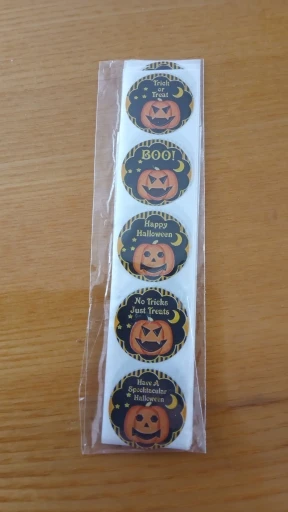 Trick
or
Treat
BOO!
Happy
Halloween
No Tricks
Just Treats
Have A
Spooktacular
Halloween